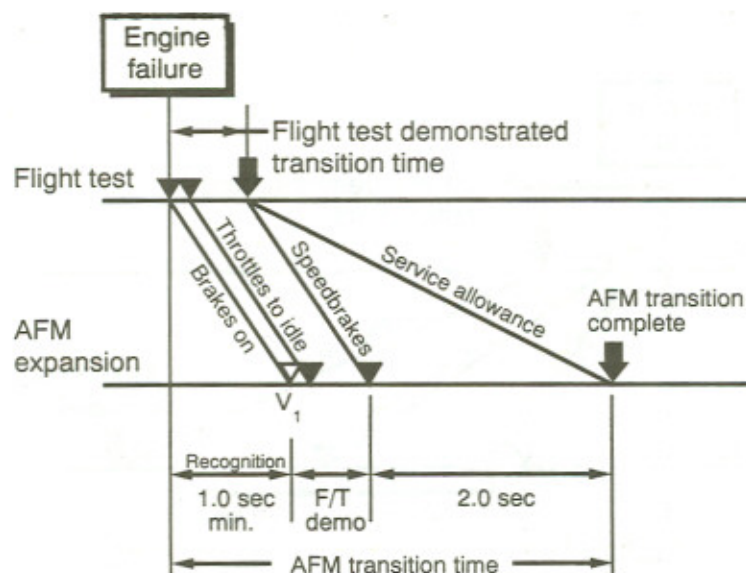 Engine
failure
Flight test demonstrated
transition time
Flight test
Brakes on
Throttles to idle
Speedbrakes
Service allowance
AFM transition
complete
AFM
expansion
V1
Recognition
1.0 sec
min.
F/T
demo
2.0 sec
AFM transition time